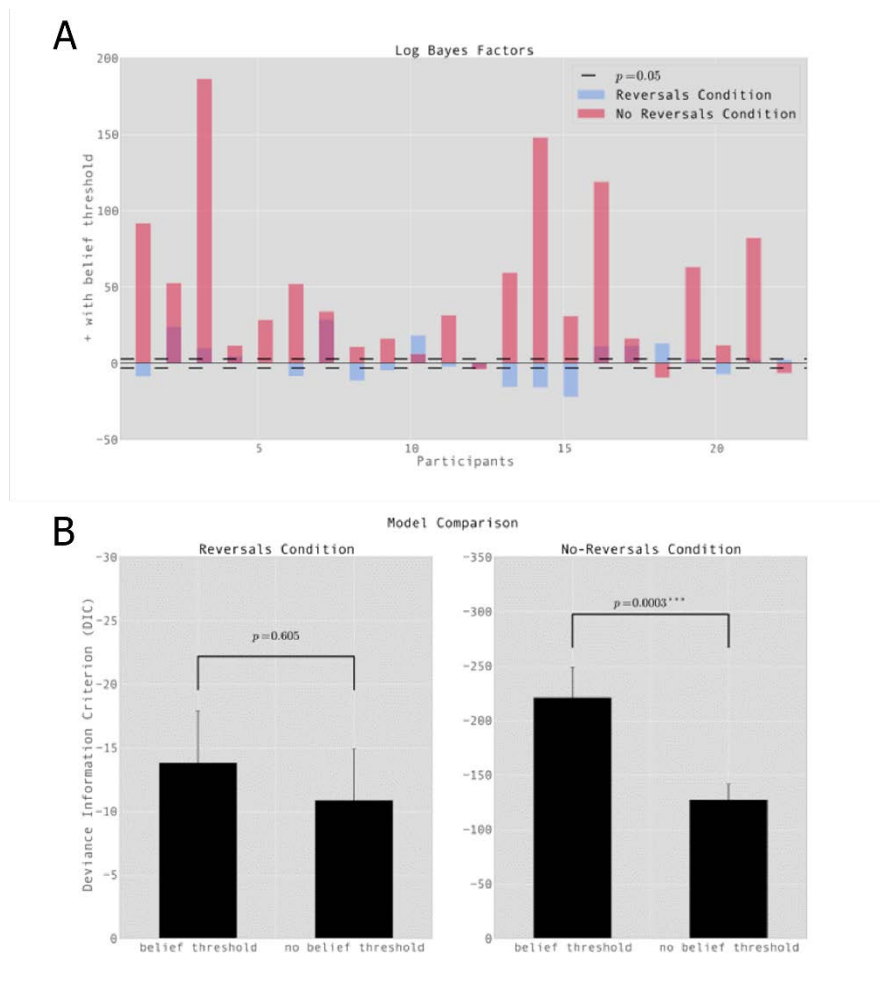 A
Log Bayes Factors
p=0.05
Reversals Condition
No Reversals Condition
+ with belief threshold
200
150
100
50
0
−50
5 10 15 20
Participants
B
Model Comparison
Reversals Condition
Deviance Information Criterion (DIC)
−30
−25
−20
−15
−10
−5
0
p=0.605
belief threshold no belief threshold
No-Reversals Condition
−350
−300
−250
−200
−150
−100
−50
0
p=0.0003***
belief threshold no belief threshold